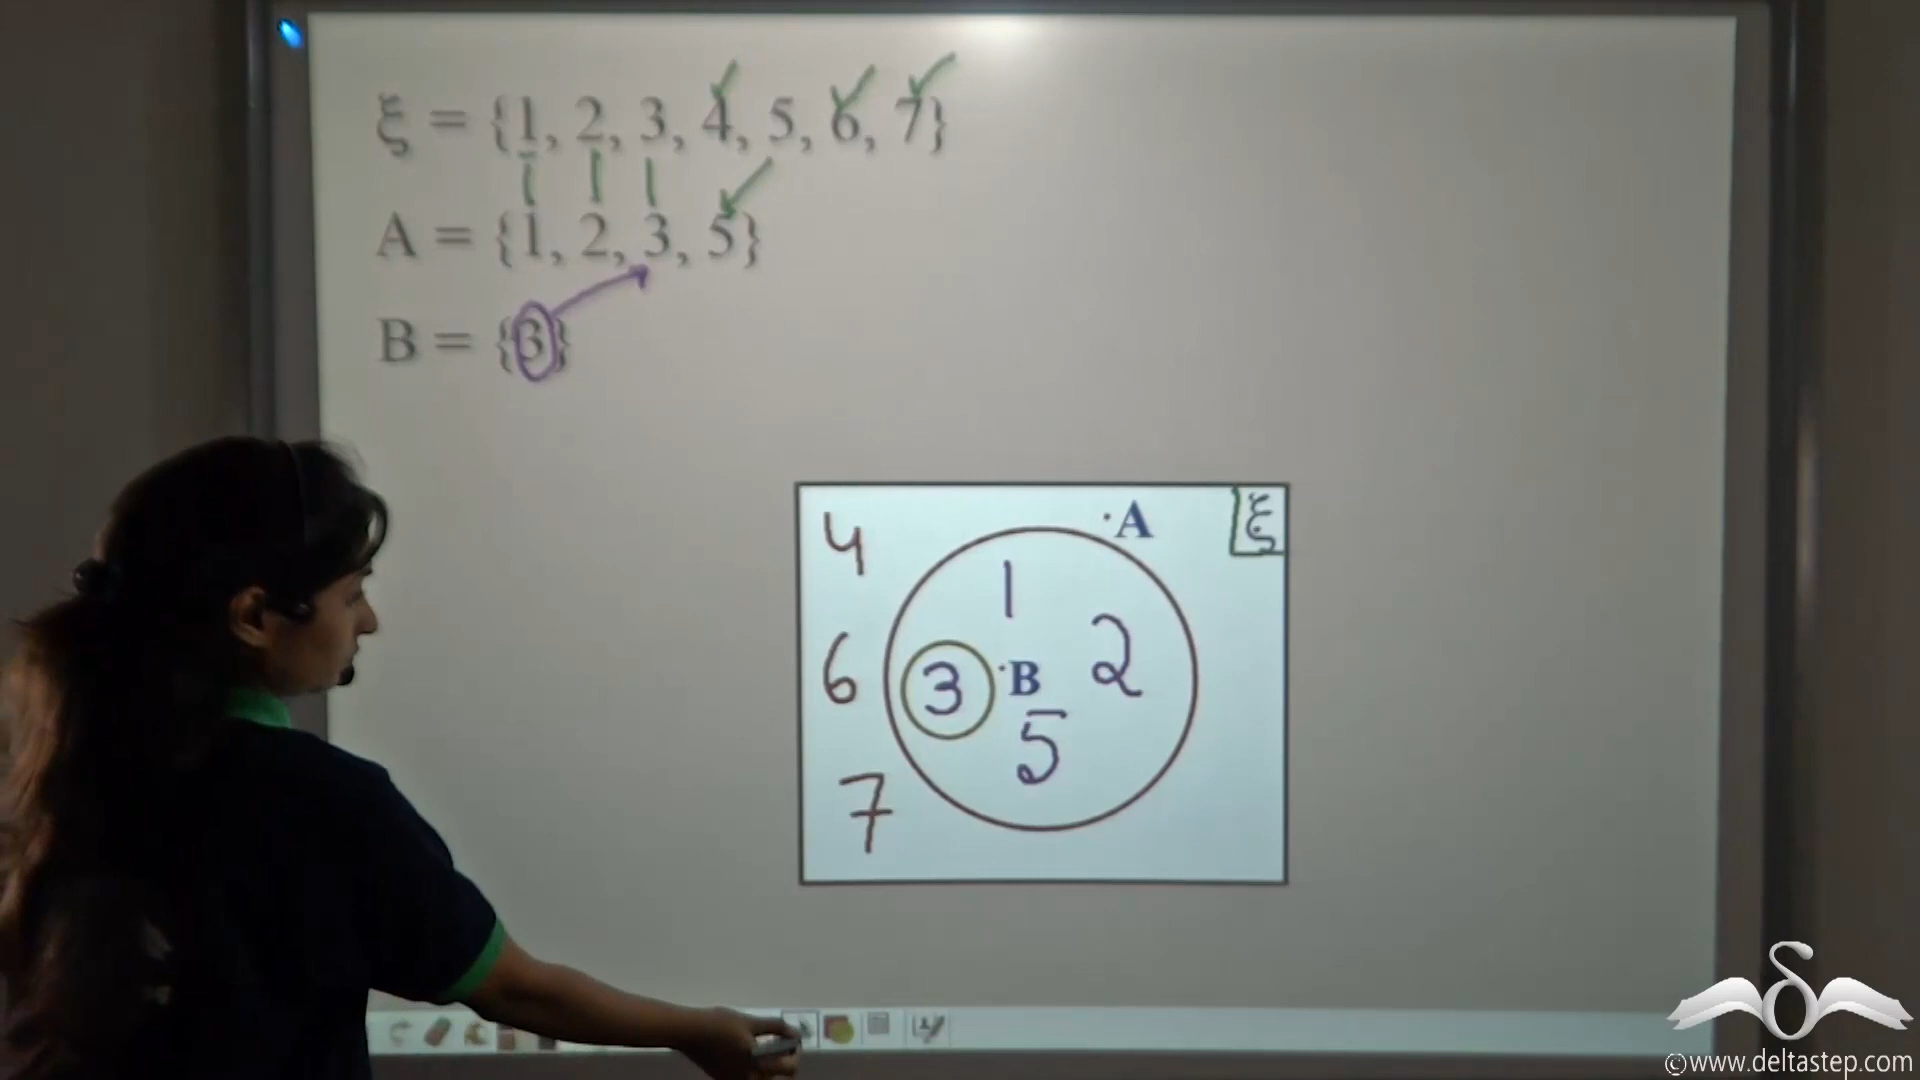 ξ = {1, 2, 3, 4, 5, 6, 7}
A = {1, 2, 3, 5}
B = {3}
A
ξ
4
1
6
3
B
2
5
7
©www.deltastep.com